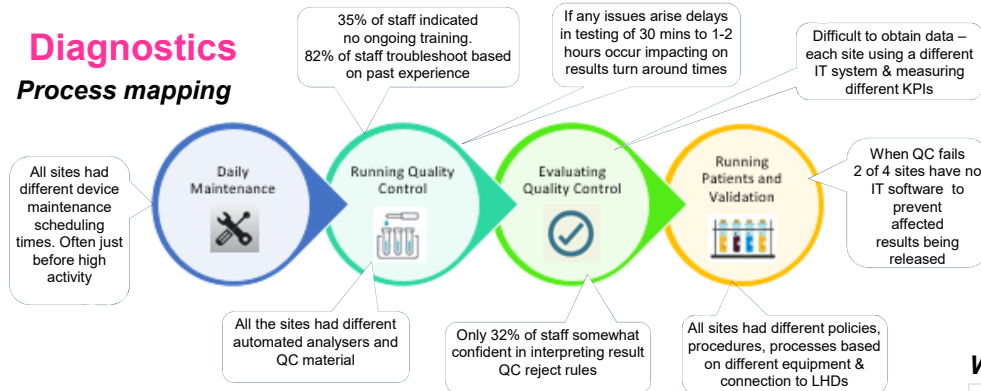 Diagnostics
Process mapping
35% of staff indicated
no ongoing training.
82% of staff troubleshoot based
on past experience
If any issues arise delays
in testing of 30 mins to 1-2
hours occur impacting on
results turn around times
Difficult to obtain data –
each site using a different
IT system & measuring
different KPIs
All sites had
different device
maintenance
scheduling
times. Often just
before high
activity
Daily
Maintenance
Running Quality
Control
Evaluating
Quality Control
Running
Patients and
Validation
When QC fails
2 of 4 sites have no
IT software to
prevent
affected
results being
released
All the sites had different
automated analysers and
QC material
Only 32% of staff somewhat
confident in interpreting result
QC reject rules
All sites had different policies,
procedures, processes based
on different equipment &
connection to LHDs